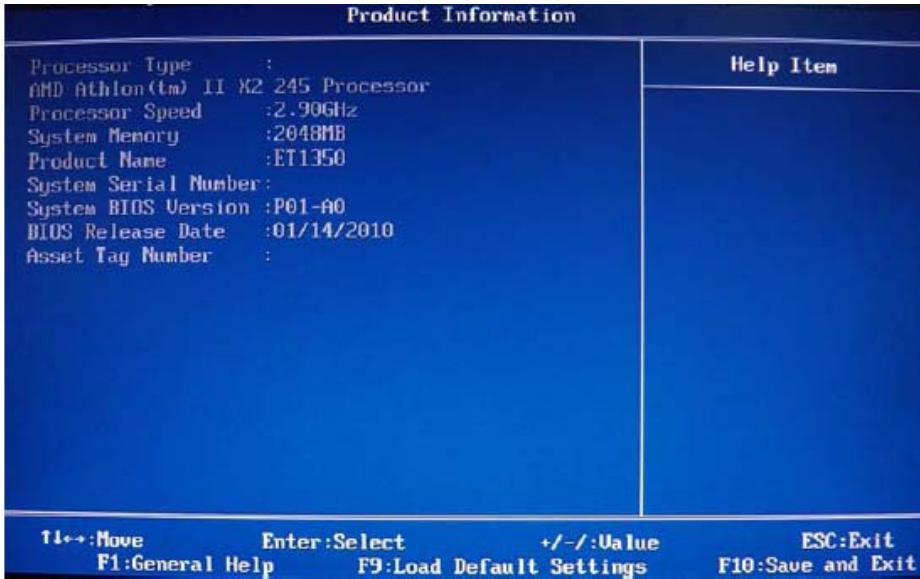 Product Information
Processor Type :
AMD Athlon(tm) II X2 245 Processor
Processor Speed :2.90GHz
System Memory :2048MB
Product Name :ET1350
System Serial Number:
System BIOS Version :P01-A0
BIOS Release Date :01/14/2010
Asset Tag Number :
Help Item
↑↓↔:Move Enter:Select +/-/:Value ESC:Exit
F1:General Help F9:Load Default Settings F10:Save and Exit